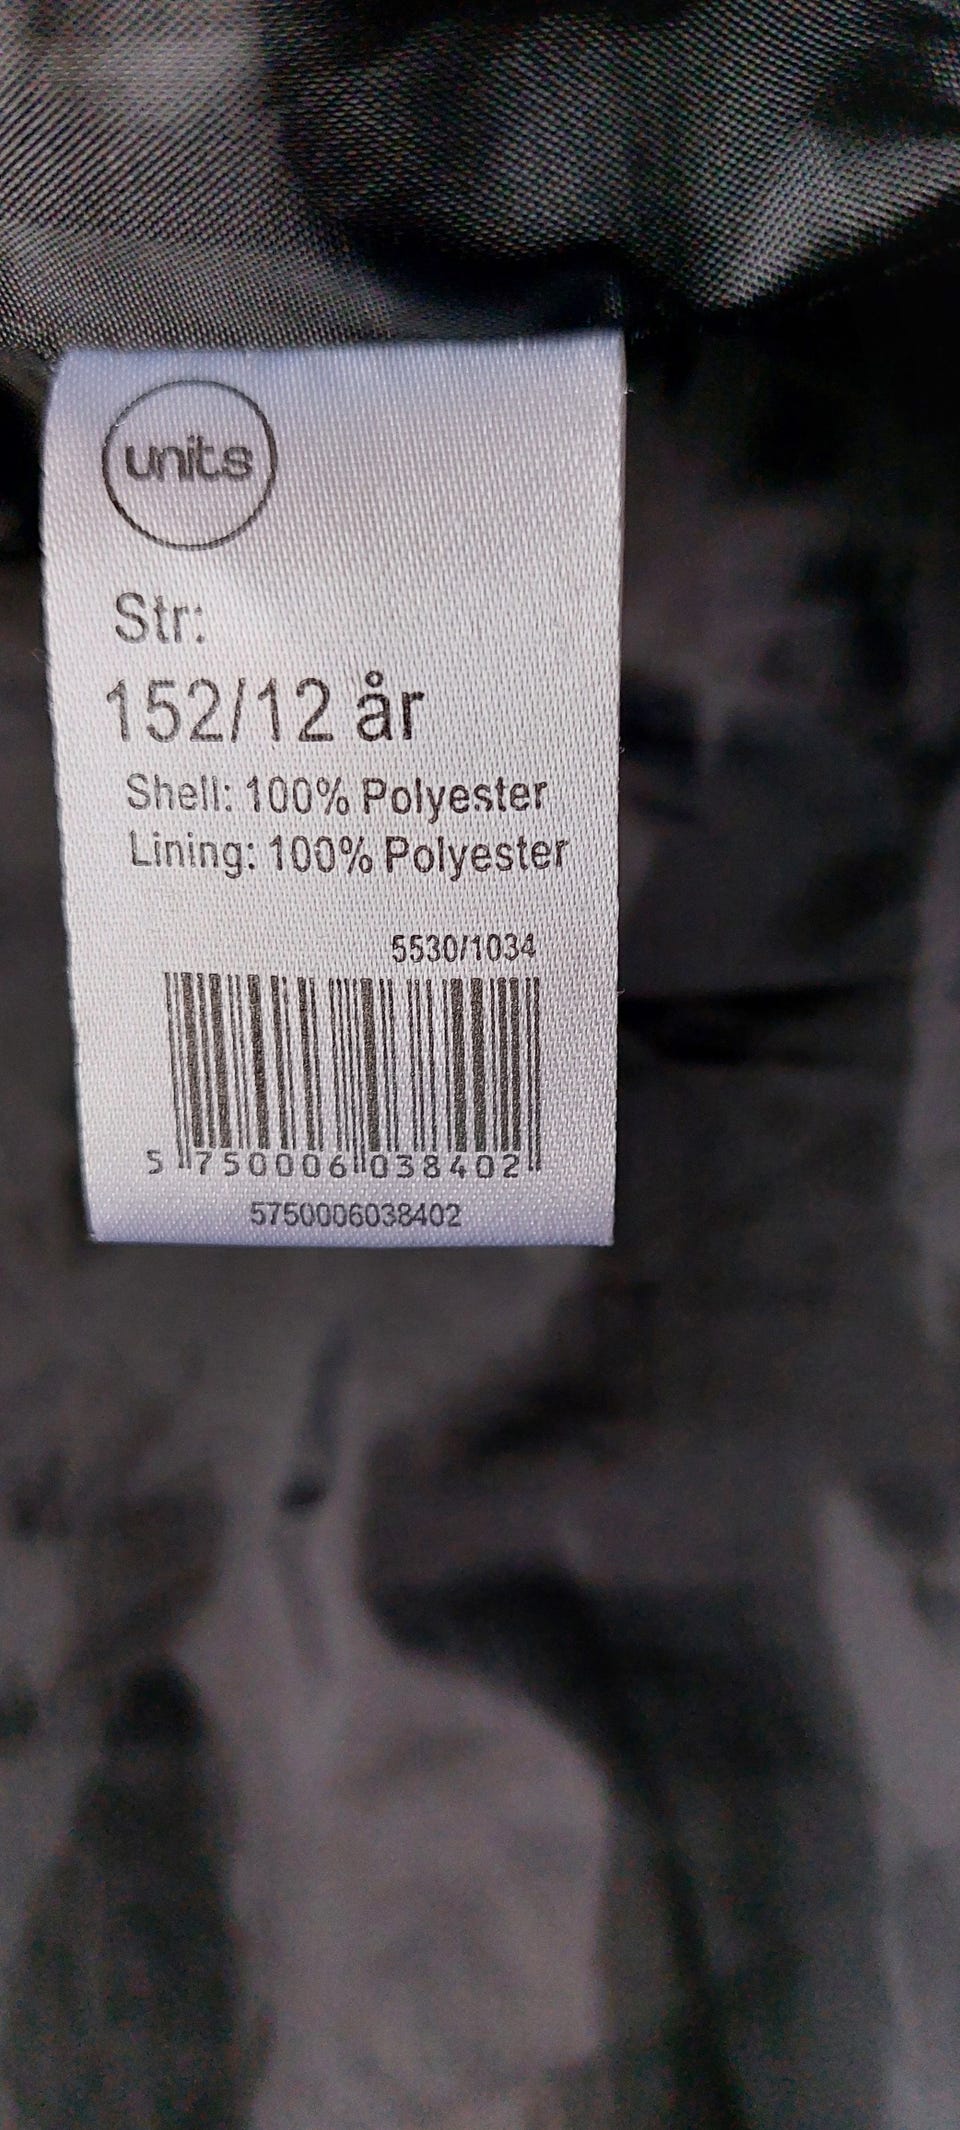 units
Str:
152/12 år
Shell: 100% Polyester
Lining: 100% Polyester
5530/1034
5 750006 038402
5750006038402